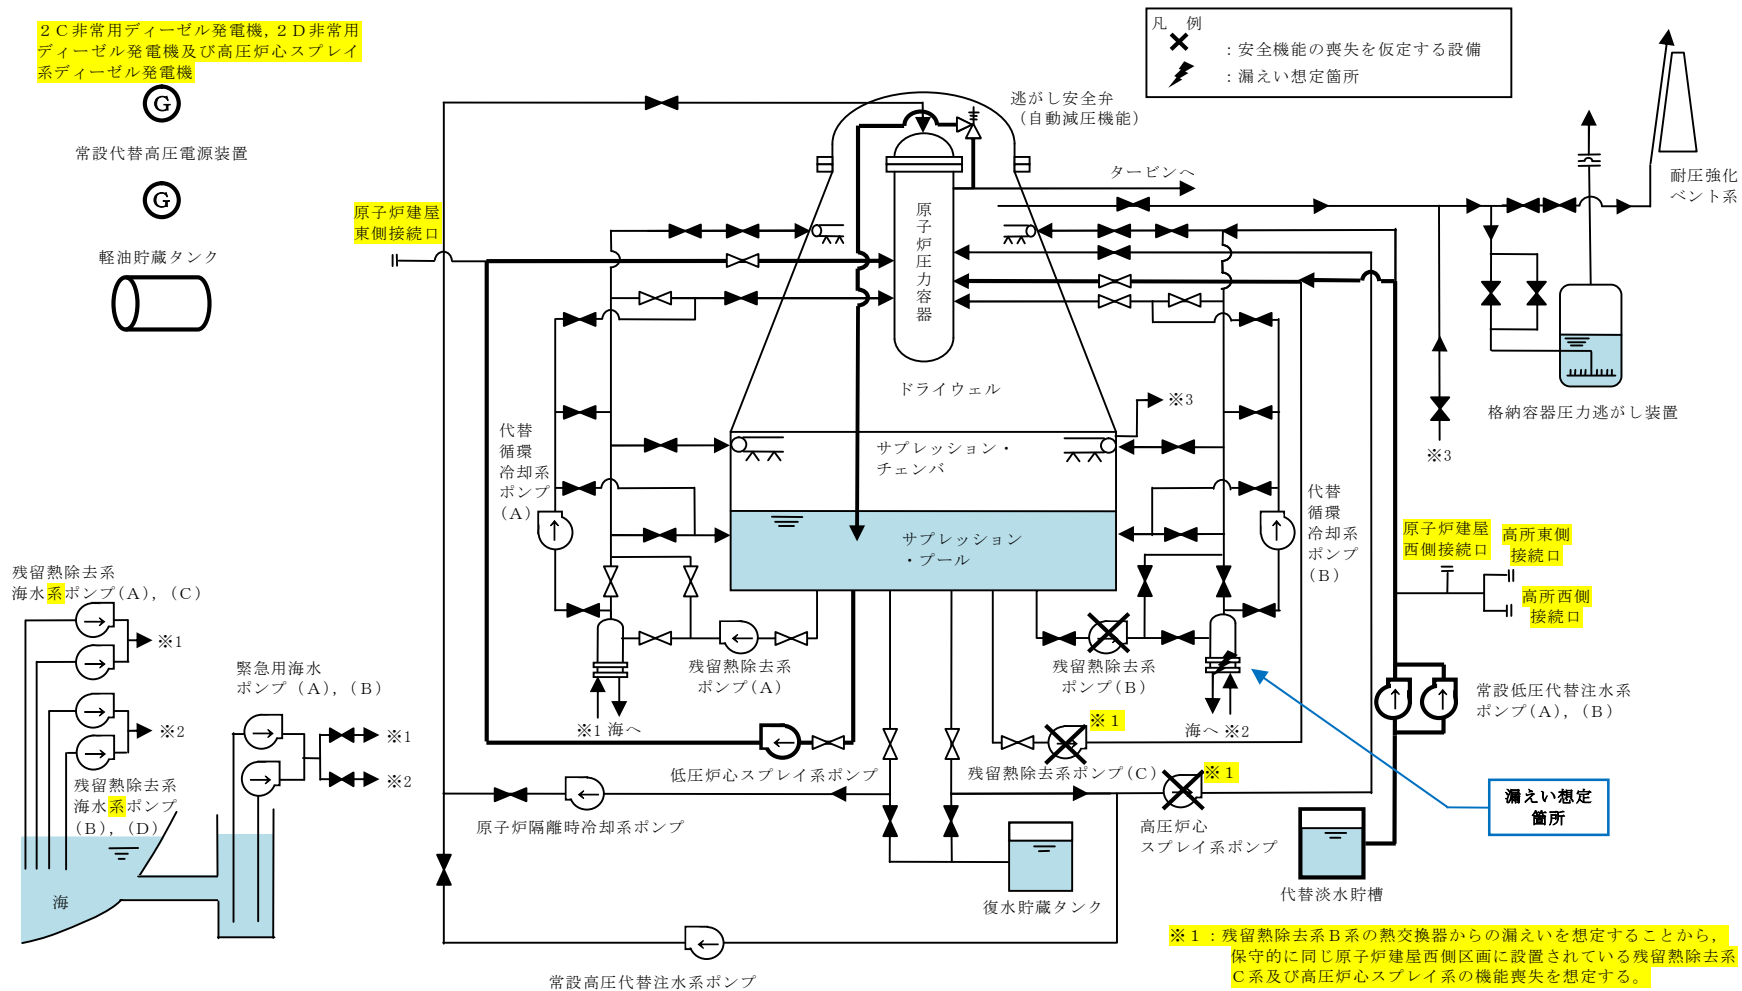 2C非常用ディーゼル発電機,2D非常用
ディーゼル発電機及び高圧炉心スプレイ
系ディーゼル発電機
G
常設代替高圧電源装置
G
軽油貯蔵タンク
凡 例
:安全機能の喪失を仮定する設備
:漏えい想定箇所
逃がし安全弁
(自動減圧機能)
タービンへ
耐圧強化
ベント系
原子炉建屋
東側接続口
原子炉圧力容器
ドライウェル
※3
格納容器圧力逃がし装置
※3
代替
循環
冷却系
ポンプ
(A)
サプレッション・
チェンバ
サプレッション
・プール
代替
循環
冷却系
ポンプ
(B)
原子炉建屋
西側接続口
高所東側
接続口
高所西側
接続口
残留熱除去系
海水系ポンプ(A),(C)
※1
※2
残留熱除去系
海水系ポンプ
(B),(D)
緊急用海水
ポンプ(A),(B)
※1
※2
海
残留熱除去系
ポンプ(A)
※1 海へ
残留熱除去系
ポンプ(B)
海へ ※2
※1
低圧炉心スプレイ系ポンプ
残留熱除去系ポンプ(C)
※1
常設低圧代替注水系
ポンプ(A),(B)
漏えい想定
箇所
原子炉隔離時冷却系ポンプ
高圧炉心
スプレイ系ポンプ
復水貯蔵タンク
代替淡水貯槽
常設高圧代替注水系ポンプ
※1:残留熱除去系B系の熱交換器からの漏えいを想定することから,
保守的に同じ原子炉建屋西側区画に設置されている残留熱除去系
C系及び高圧炉心スプレイ系の機能喪失を想定する。